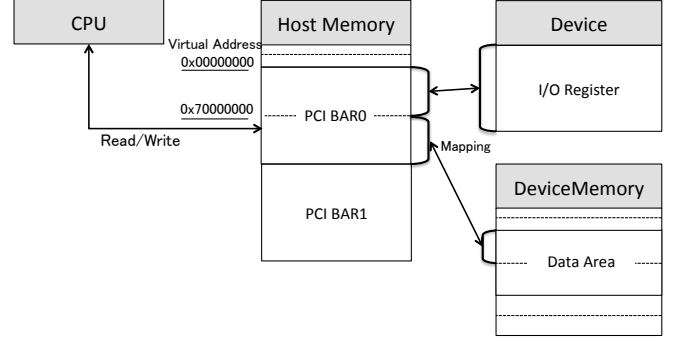 CPU
Host Memory
Device
Virtual Address
0x00000000
I/O Register
0x70000000
PCI BAR0
Read/Write
Mapping
DeviceMemory
PCI BAR1
Data Area